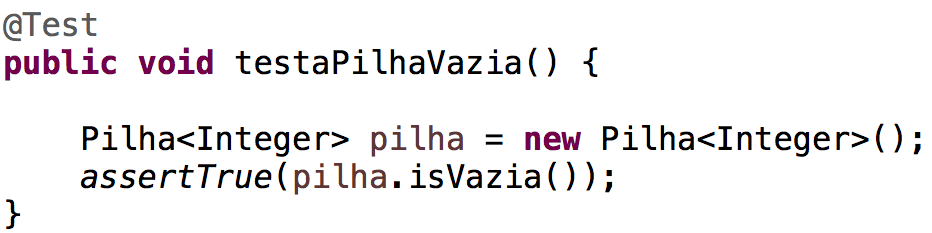 @Test
public void testaPilhaVazia() {
Pilha<Integer> pilha = new Pilha<Integer>();
assertTrue(pilha.isVazia());
}